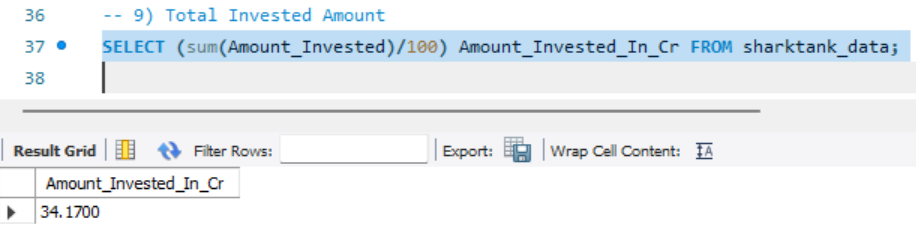 36 -- 9) Total Invested Amount
37 SELECT (sum(Amount_Invested)/100) Amount_Invested_In_Cr FROM sharktank_data;
38
Result Grid Filter Rows: Export: Wrap Cell Content: IA
Amount_Invested_In_Cr
34.1700